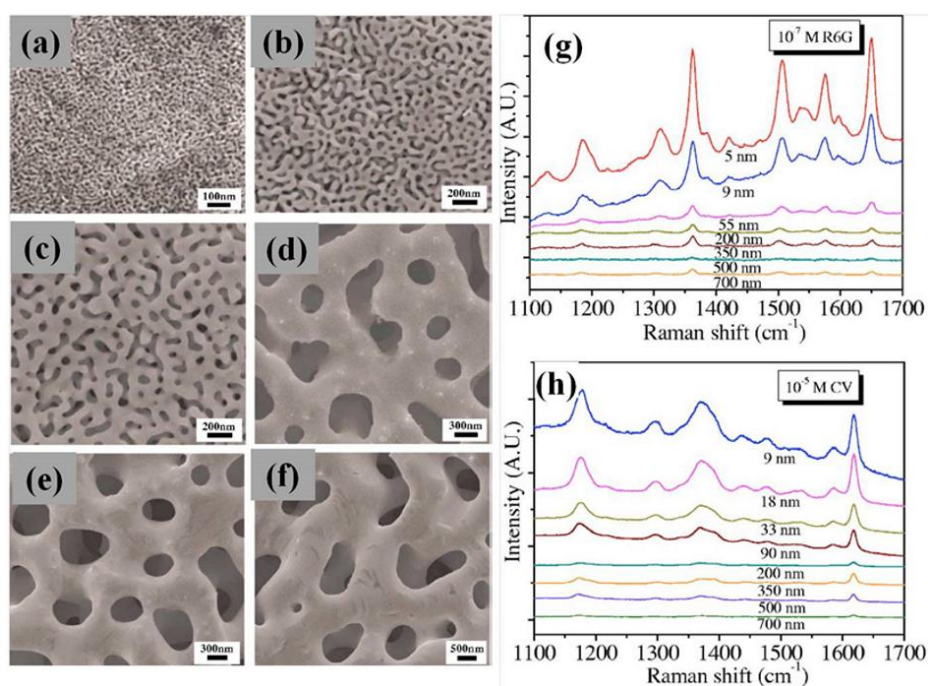 (a)
100nm
(b)
200nm
(c)
200nm
(d)
300nm
(e)
300nm
(f)
500nm
(g)
10⁻⁷ M R6G
Intensity (A.U.)
5 nm
9 nm
55 nm
200 nm
350 nm
500 nm
700 nm
1100 1200 1300 1400 1500 1600 1700
Raman shift (cm⁻¹)
(h)
10⁻⁵ M CV
Intensity (A.U.)
9 nm
18 nm
33 nm
90 nm
200 nm
350 nm
500 nm
700 nm
1100 1200 1300 1400 1500 1600 1700
Raman shift (cm⁻¹)